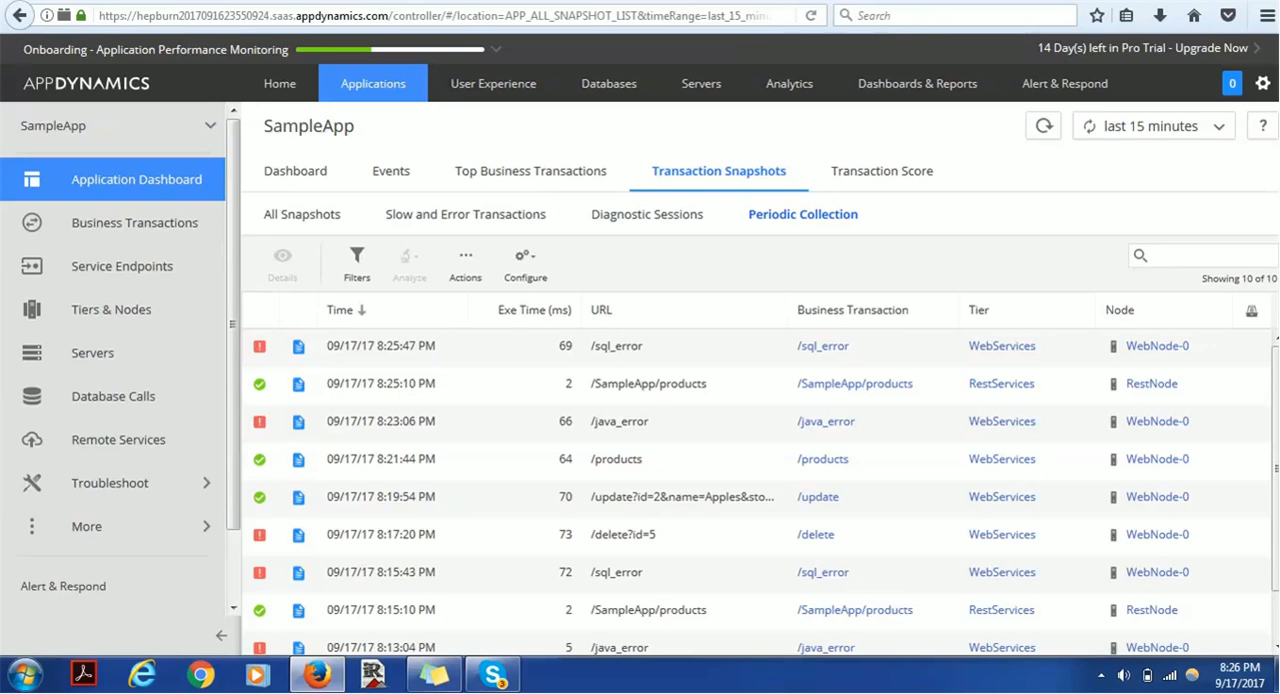 https://hepburn2017091623550924.saas.appdynamics.com/controller/#/location=APP_ALL_SNAPSHOT_LIST&timeRange=last_15_min
Search
Onboarding - Application Performance Monitoring
14 Day(s) left in Pro Trial - Upgrade Now
APPDYNAMICS
Home
Applications
User Experience
Databases
Servers
Analytics
Dashboards & Reports
Alert & Respond
0
SampleApp
Application Dashboard
Business Transactions
Service Endpoints
Tiers & Nodes
Servers
Database Calls
Remote Services
Troubleshoot
More
Alert & Respond
SampleApp
last 15 minutes
?
Dashboard
Events
Top Business Transactions
Transaction Snapshots
Transaction Score
All Snapshots
Slow and Error Transactions
Diagnostic Sessions
Periodic Collection
Details
Filters
Analyze
Actions
Configure
Showing 10 of 10
Time Exe Time (ms) URL Business Transaction Tier Node
09/17/17 8:25:47 PM 69 /sql_error /sql_error WebServices WebNode-0
09/17/17 8:25:10 PM 2 /SampleApp/products /SampleApp/products RestServices RestNode
09/17/17 8:23:06 PM 66 /java_error /java_error WebServices WebNode-0
09/17/17 8:21:44 PM 64 /products /products WebServices WebNode-0
09/17/17 8:19:54 PM 70 /update?id=2&name=Apples&sto... /update WebServices WebNode-0
09/17/17 8:17:20 PM 73 /delete?id=5 /delete WebServices WebNode-0
09/17/17 8:15:43 PM 72 /sql_error /sql_error WebServices WebNode-0
09/17/17 8:15:10 PM 2 /SampleApp/products /SampleApp/products RestServices RestNode
09/17/17 8:13:04 PM 5 /java_error /java_error WebServices WebNode-0
8:26 PM
9/17/2017